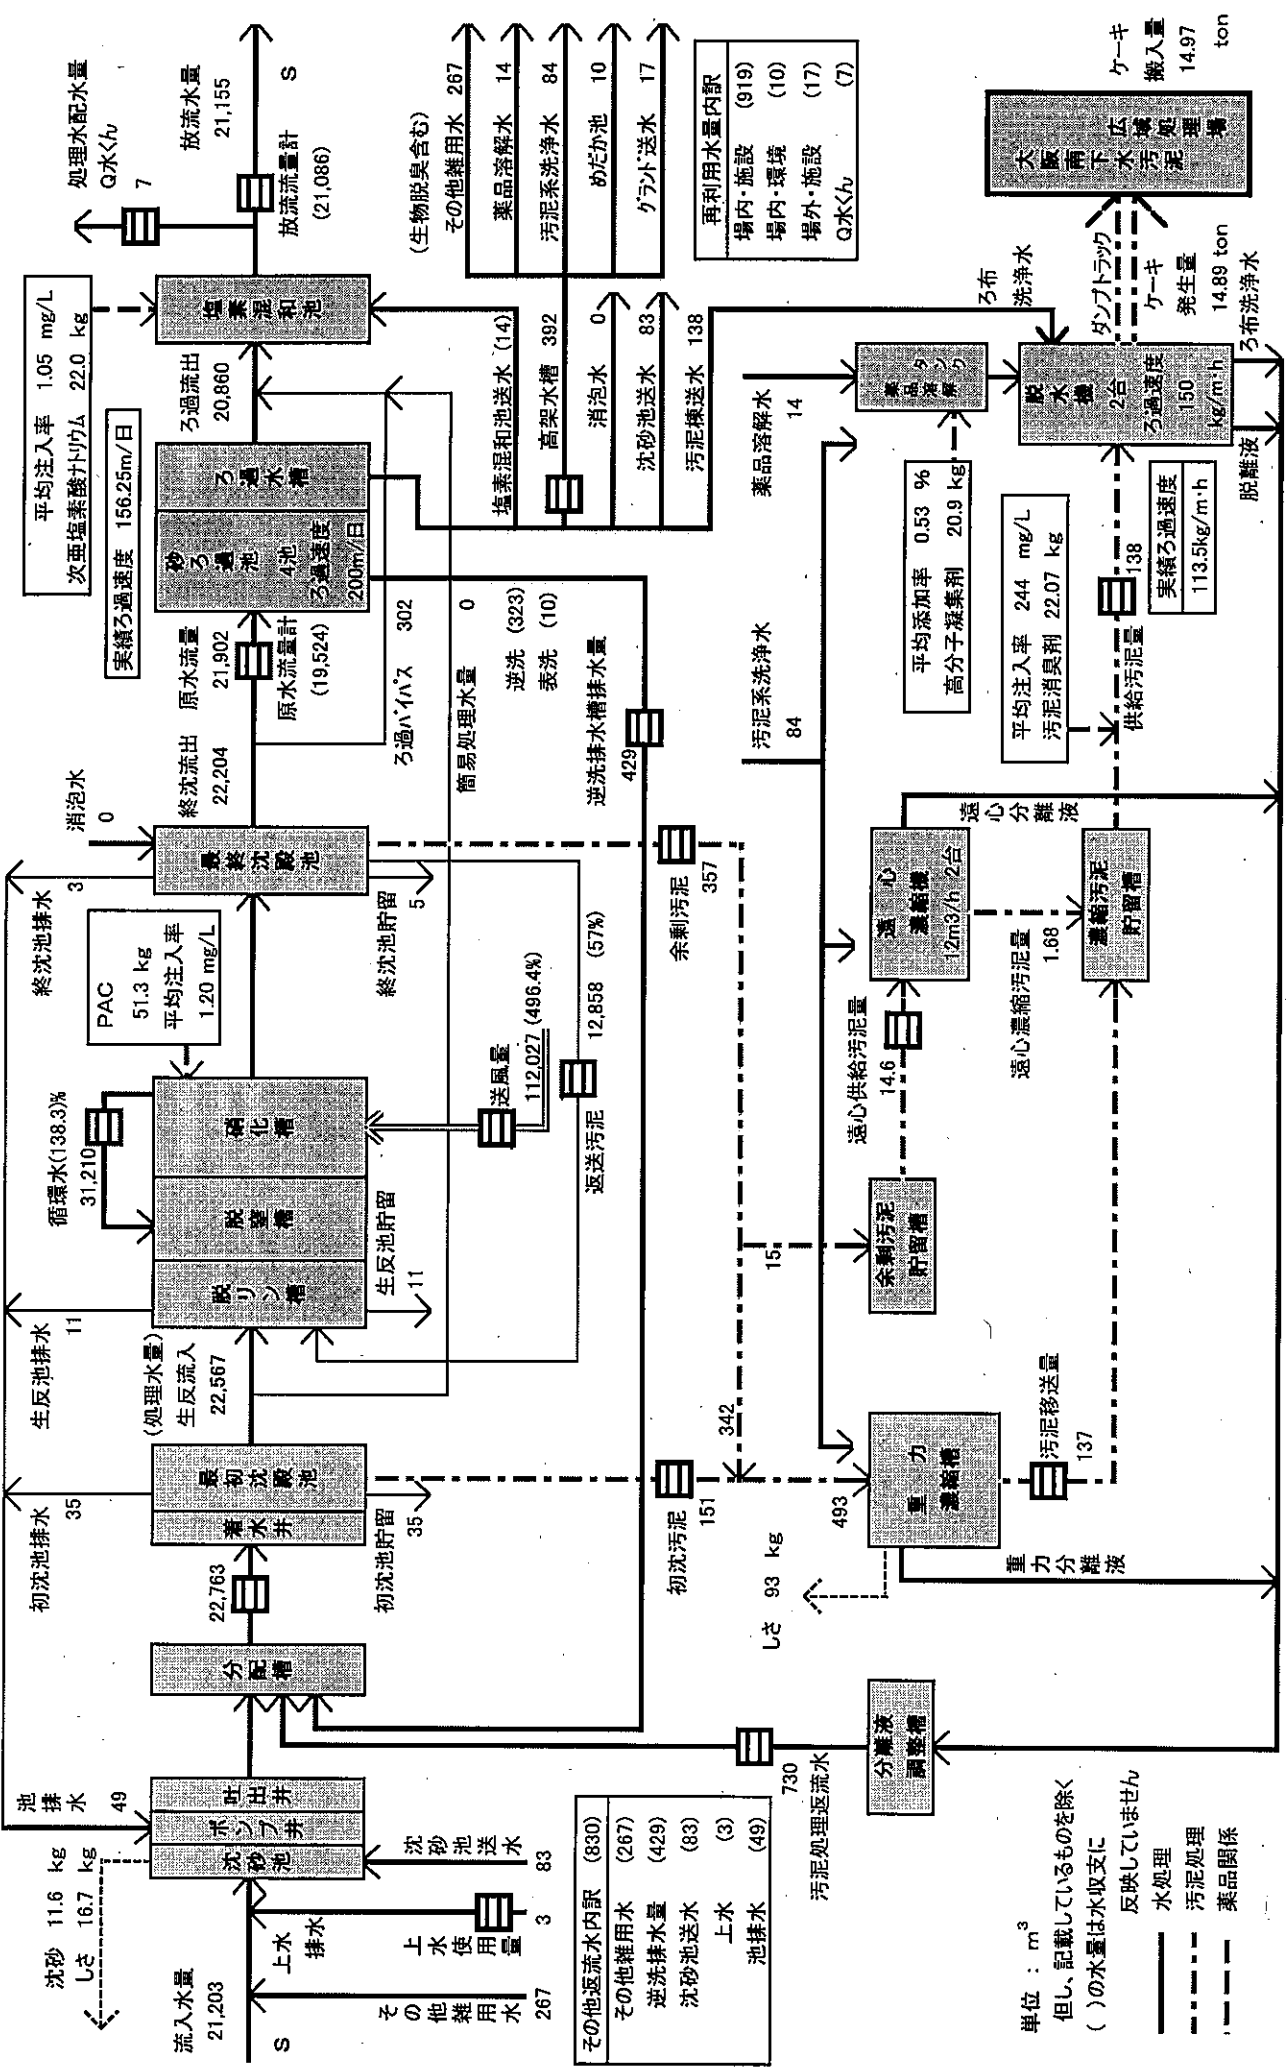 沈砂 11.6 kg
しさ 16.7 kg
流入水量
21,203
S
その他雑用水
267
上水
排水
上水使用量
3
沈砂池送水
83
池排水
49
沈砂池
ポンプ井
吐出井
分配槽
22,763
着水井
最初沈殿池
初沈池排水
35
初沈池貯留
35
(処理水量)
生反流入
22,567
生反池排水
11
脱リン槽
脱窒槽
硝化槽
生反池貯留
11
循環水(138.3)%
31,210
PAC
51.3 kg
平均注入率
1.20 mg/L
送風量
112,027 (496.4%)
返送汚泥 12,858 (57%)
終沈池排水
3
消泡水
0
最終沈殿池
終沈池貯留
5
終沈流出
22,204
原水流量
21,902
原水流量計
(19,524)
ろ過バイパス 302
簡易処理水量 0
逆洗 (323)
表洗 (10)
逆洗排水槽排水量
429
実績ろ過速度 156.25m/日
砂ろ過池
4池
ろ過速度
200m/日
ろ過水槽
ろ過流出
20,860
平均注入率 1.05 mg/L
次亜塩素酸ナトリウム 22.0 kg
塩素混和池
処理水配水量
Q水くん
7
放流水量
21,155
S
放流流量計
(21,086)
塩素混和池送水 (14)
高架水槽 392
消泡水 0
沈砂池送水 83
汚泥棟送水 138
(生物脱臭含む)
その他雑用水 267
薬品溶解水 14
汚泥系洗浄水 84
めだか池 10
グランド送水 17
再利用水量内訳
場内・施設 (919)
場内・環境 (10)
場外・施設 (17)
Q水くん (7)
初沈汚泥
151
余剰汚泥
357
342
15
493
しさ 93 kg
重力
濃縮槽
重力分離液
汚泥移送量
137
余剰汚泥
貯留槽
遠心供給汚泥量
14.6
遠心
濃縮機
12m3/h 2台
遠心分離液
遠心濃縮汚泥量
1.68
濃縮汚泥
貯留槽
汚泥系洗浄水
84
薬品溶解水
14
薬品溶解タンク
平均添加率 0.53 %
高分子凝集剤 20.9 kg
平均注入率 244 mg/L
汚泥消臭剤 22.07 kg
供給汚泥量
138
実績ろ過速度
113.5kg/m・h
脱水機
2台
ろ過速度
150
kg/m・h
脱離液
ろ布洗浄水
ろ布
洗浄水
ダンプトラック
ケーキ
発生量
14.89 ton
大阪南下水汚泥
広域処理場
ケーキ
搬入量
14.97
ton
分離液
調整槽
730
汚泥処理返流水
その他返流水内訳 (830)
その他雑用水 (267)
逆洗排水量 (429)
沈砂池送水 (83)
上水 (3)
池排水 (49)
単位 : m³
但し、記載しているものを除く
( )の水量は水収支に
反映していません
水処理
汚泥処理
薬品関係